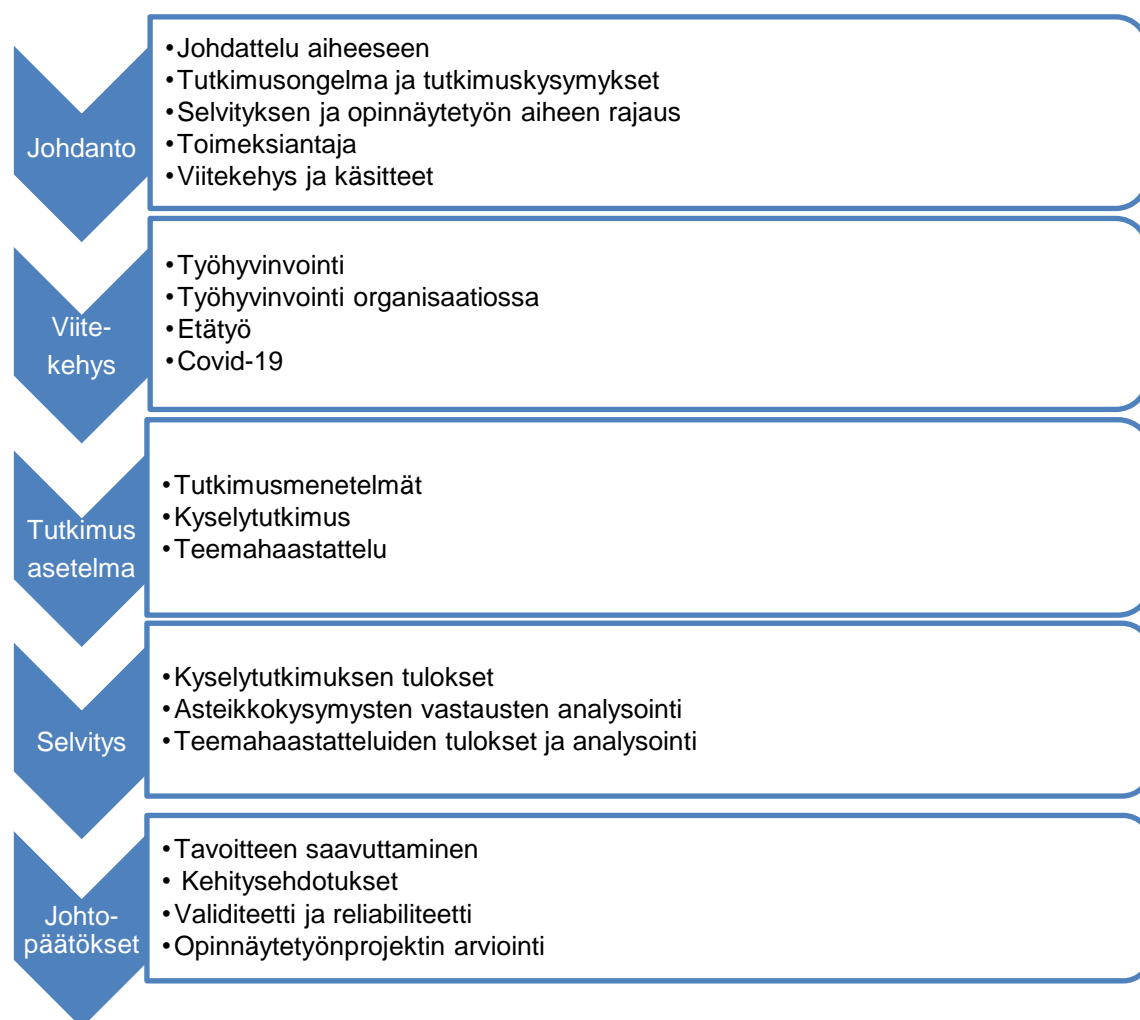 Johdanto
•Johdattelu aiheeseen
•Tutkimusongelma ja tutkimuskysymykset
•Selvityksen ja opinnäytetyön aiheen rajaus
•Toimeksiantaja
•Viitekehys ja käsitteet
Viite-
kehys
•Työhyvinvointi
•Työhyvinvointi organisaatiossa
•Etätyö
•Covid-19
Tutkimus
asetelma
•Tutkimusmenetelmät
•Kyselytutkimus
•Teemahaastattelu
Selvitys
•Kyselytutkimuksen tulokset
•Asteikkokysymysten vastausten analysointi
•Teemahaastatteluiden tulokset ja analysointi
Johto-
päätökset
•Tavoitteen saavuttaminen
• Kehitysehdotukset
•Validiteetti ja reliabiliteetti
•Opinnäytetyönprojektin arviointi